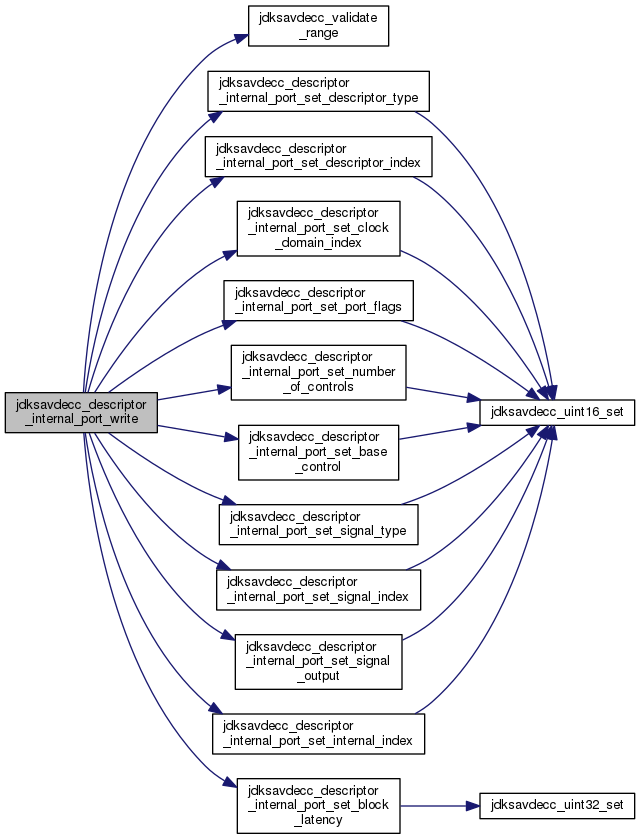 jdksavdecc_validate
_range
jdksavdecc_descriptor
_internal_port_set_descriptor_type
jdksavdecc_descriptor
_internal_port_set_descriptor_index
jdksavdecc_descriptor
_internal_port_set_clock
_domain_index
jdksavdecc_descriptor
_internal_port_set_port_flags
jdksavdecc_descriptor
_internal_port_set_number
_of_controls
jdksavdecc_descriptor
_internal_port_write
jdksavdecc_uint16_set
jdksavdecc_descriptor
_internal_port_set_base
_control
jdksavdecc_descriptor
_internal_port_set_signal_type
jdksavdecc_descriptor
_internal_port_set_signal_index
jdksavdecc_descriptor
_internal_port_set_signal
_output
jdksavdecc_descriptor
_internal_port_set_internal_index
jdksavdecc_descriptor
_internal_port_set_block
_latency
jdksavdecc_uint32_set